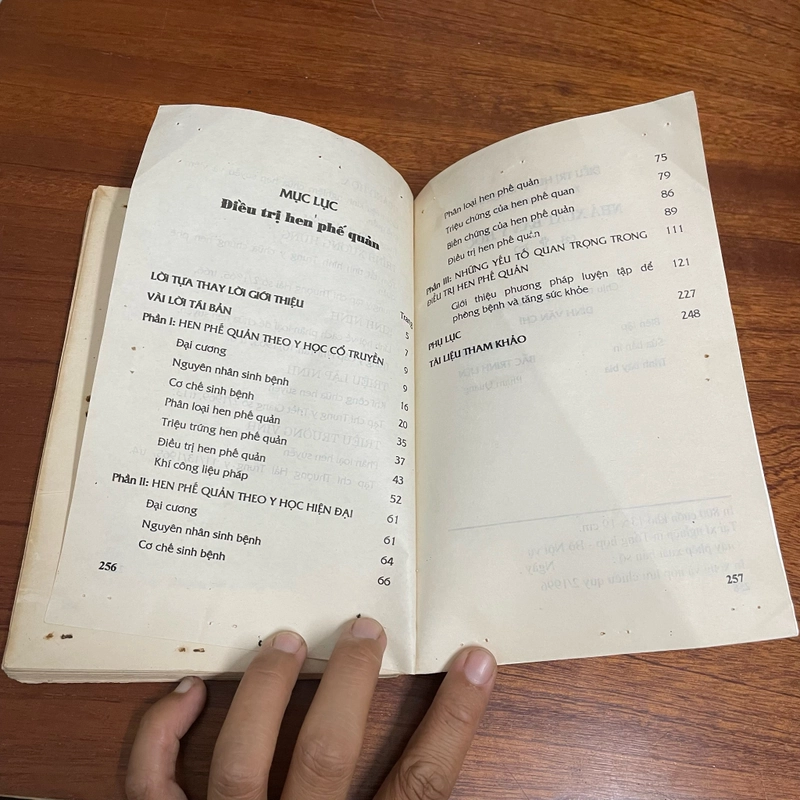 MỤC LỤC
Điều trị hen phế quản
Trang
LỜI TỰA THAY LỜI GIỚI THIỆU 5
VÀI LỜI TÁI BẢN 7
Phần I: HEN PHẾ QUẢN THEO Y HỌC CỔ TRUYỀN 9
Đại cương 9
Nguyên nhân sinh bệnh 16
Cơ chế sinh bệnh 20
Phân loại hen phế quản 35
Triệu trứng hen phế quản 37
Điều trị hen phế quản 43
Khí công liệu pháp 52
Phần II: HEN PHẾ QUẢN THEO Y HỌC HIỆN ĐẠI 61
Đại cương 61
Nguyên nhân sinh bệnh 64
Cơ chế sinh bệnh 66
256
Phân loại hen phế quản 75
Triệu chứng của hen phế quan 79
Biến chứng của hen phế quản 86
Điều trị hen phế quản 89
Phần III: NHỮNG YẾU TỐ QUAN TRỌNG TRONG
ĐIỀU TRỊ HEN PHẾ QUẢN 111
Giới thiệu phương pháp luyện tập để
phòng bệnh và tăng sức khỏe 121
PHỤ LỤC 227
TÀI LIỆU THAM KHẢO 248
257